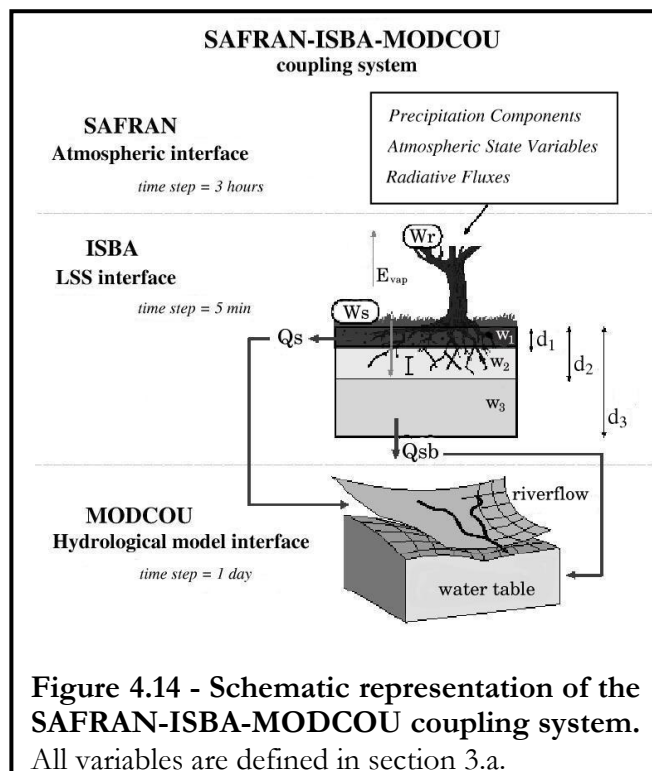 SAFRAN-ISBA-MODCOU
coupling system
SAFRAN
Atmospheric interface
time step = 3 hours
Precipitation Components
Atmospheric State Variables
Radiative Fluxes
ISBA
LSS interface
time step = 5 min
Wr
Evap
Ws
Qs
w1
d1
w2
d2
I
w3
d3
Qsb
MODCOU
Hydrological model interface
time step = 1 day
riverflow
water table
Figure 4.14 - Schematic representation of the
SAFRAN-ISBA-MODCOU coupling system.
All variables are defined in section 3.a.